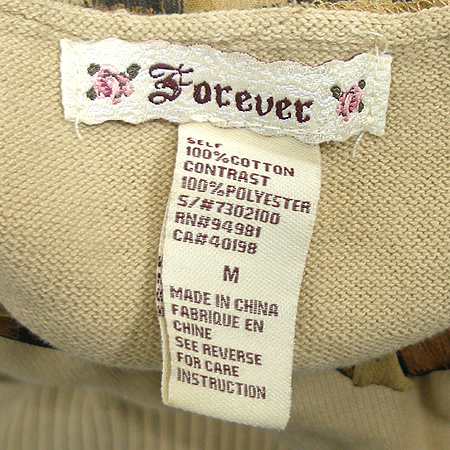 Forever
SELF
100%COTTON
CONTRAST
100%POLYESTER
S/#7302100
RN#94981
CA#40198
M
MADE IN CHINA
FABRIQUE EN
CHINE
SEE REVERSE
FOR CARE
INSTRUCTION